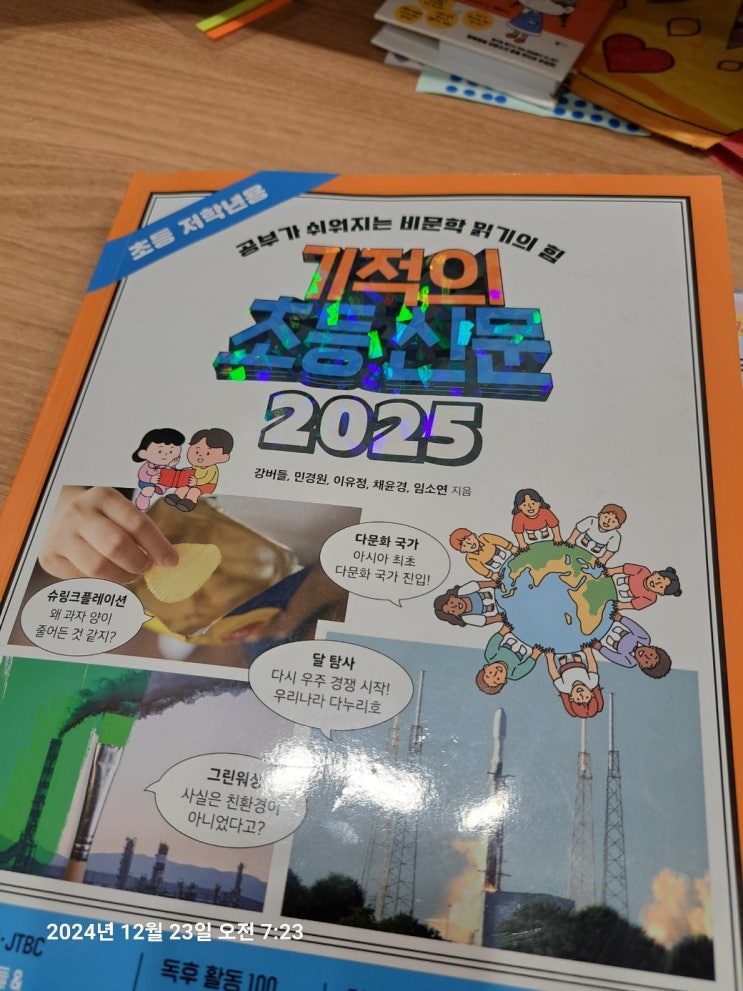 초등 저학년용
공부가 쉬워지는 비문학 읽기의 힘
기적의
초등 신문
2025
강버들, 민경원, 이유정, 채윤경, 임소연 지음
다문화 국가
아시아 최초
다문화 국가 진입!
슈링크플레이션
왜 과자 양이
줄어든 것 같지?
달 탐사
다시 우주 경쟁 시작!
우리나라 다누리호
그린워싱
사실은 친환경이
아니었다고?
2024년 12월 23일 오전 7:23
JTBC
독후 활동 100